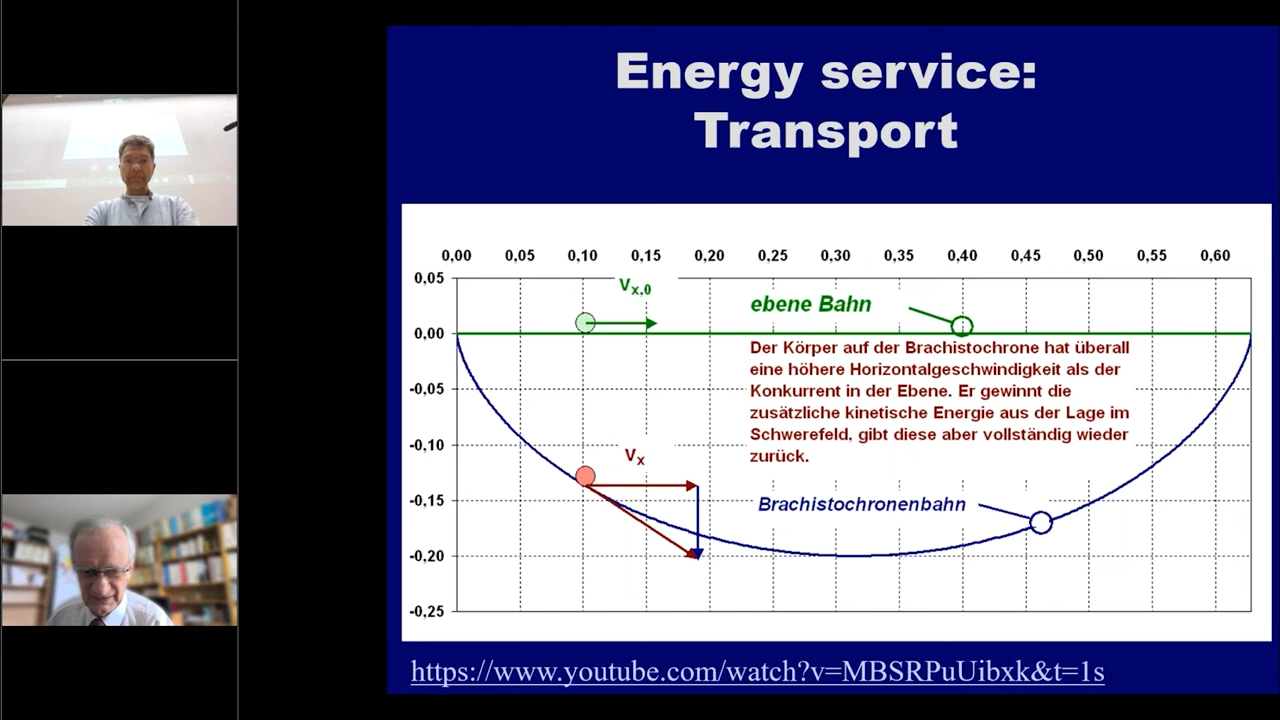 Energy service:
Transport
0,00 0,05 0,10 0,15 0,20 0,25 0,30 0,35 0,40 0,45 0,50 0,55 0,60
0,05
0,00
-0,05
-0,10
-0,15
-0,20
-0,25
Vx,0
ebene Bahn
Der Körper auf der Brachistochrone hat überall
eine höhere Horizontalgeschwindigkeit als der
Konkurrent in der Ebene. Er gewinnt die
zusätzliche kinetische Energie aus der Lage im
Schwerefeld, gibt diese aber vollständig wieder
zurück.
Vx
Brachistochronenbahn
https://www.youtube.com/watch?v=MBSRPuUibxk&t=1s